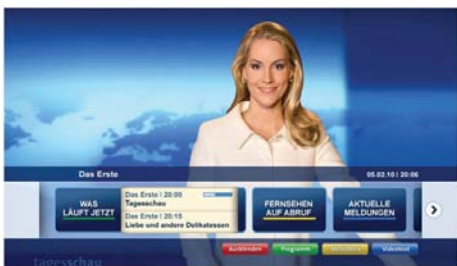 Das Erste
05.02.10 | 20:06
WAS
LÄUFT JETZT
Das Erste | 20:00
Tagesschau
Das Erste | 20:15
Liebe und andere Delikatessen
FERNSEHEN
AUF ABRUF
AKTUELLE
MELDUNGEN
Ausblenden
Programm
Mediathek
Videotext
tagesschau